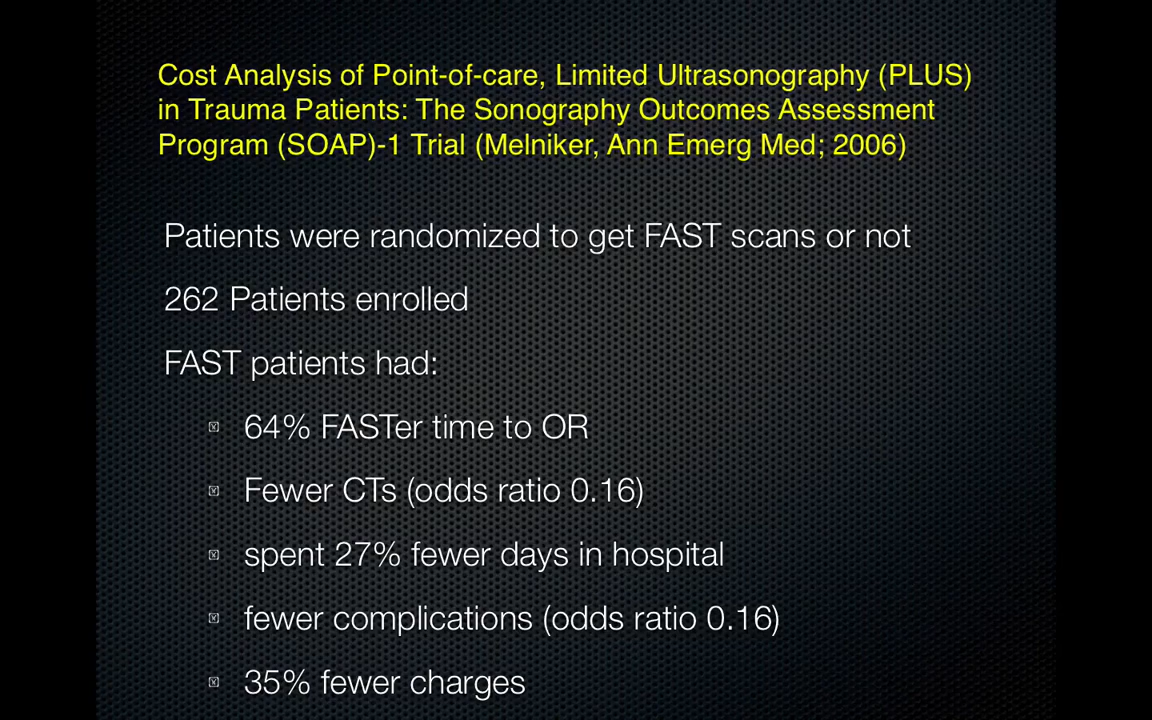 Cost Analysis of Point-of-care, Limited Ultrasonography (PLUS)
in Trauma Patients: The Sonography Outcomes Assessment
Program (SOAP)-1 Trial (Melniker, Ann Emerg Med; 2006)
Patients were randomized to get FAST scans or not
262 Patients enrolled
FAST patients had:
64% FASTer time to OR
Fewer CTs (odds ratio 0.16)
spent 27% fewer days in hospital
fewer complications (odds ratio 0.16)
35% fewer charges